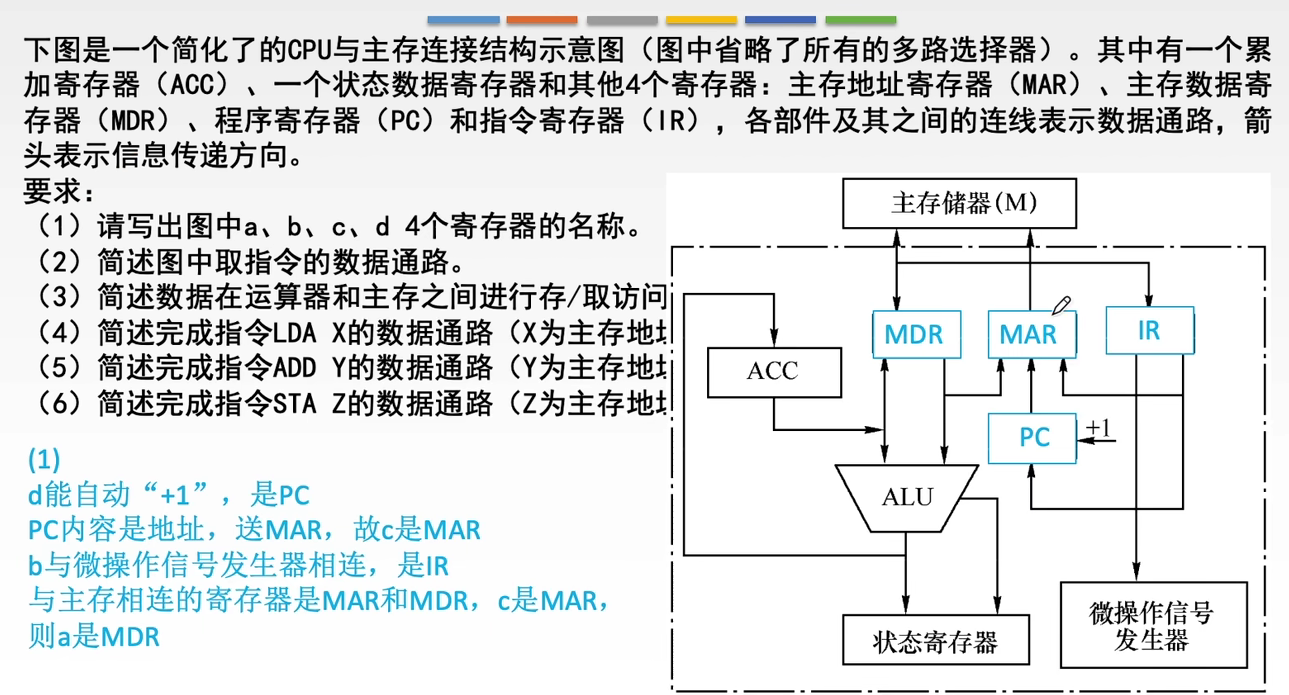 下图是一个简化了的CPU与主存连接结构示意图（图中省略了所有的多路选择器）。其中有一个累
加寄存器（ACC）、一个状态数据寄存器和其他4个寄存器：主存地址寄存器（MAR）、主存数据寄
存器（MDR）、程序寄存器（PC）和指令寄存器（IR），各部件及其之间的连线表示数据通路，箭
头表示信息传递方向。
要求：
（1）请写出图中a、b、c、d 4个寄存器的名称。
（2）简述图中取指令的数据通路。
（3）简述数据在运算器和主存之间进行存/取访问
（4）简述完成指令LDA X的数据通路（X为主存地
（5）简述完成指令ADD Y的数据通路（Y为主存地
（6）简述完成指令STA Z的数据通路（Z为主存地
(1)
d能自动“+1”，是PC
PC内容是地址，送MAR，故c是MAR
b与微操作信号发生器相连，是IR
与主存相连的寄存器是MAR和MDR，c是MAR，
则a是MDR
主存储器(M)
MDR
MAR
IR
ACC
PC
+1
ALU
状态寄存器
微操作信号
发生器